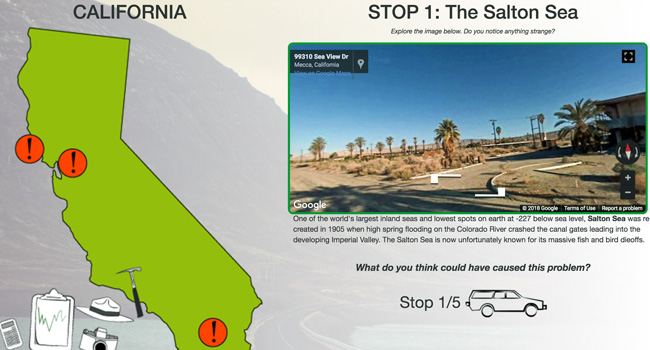 CALIFORNIA
STOP 1: The Salton Sea
Explore the image below. Do you notice anything strange?
99310 Sea View Dr
Mecca, California
View on Google Maps
Google
© 2018 Google Terms of Use Report a problem
One of the world's largest inland seas and lowest spots on earth at -227 below sea level, Salton Sea was re
created in 1905 when high spring flooding on the Colorado River crashed the canal gates leading into the
developing Imperial Valley. The Salton Sea is now unfortunately known for its massive fish and bird dieoffs.
What do you think could have caused this problem?
Stop 1/5